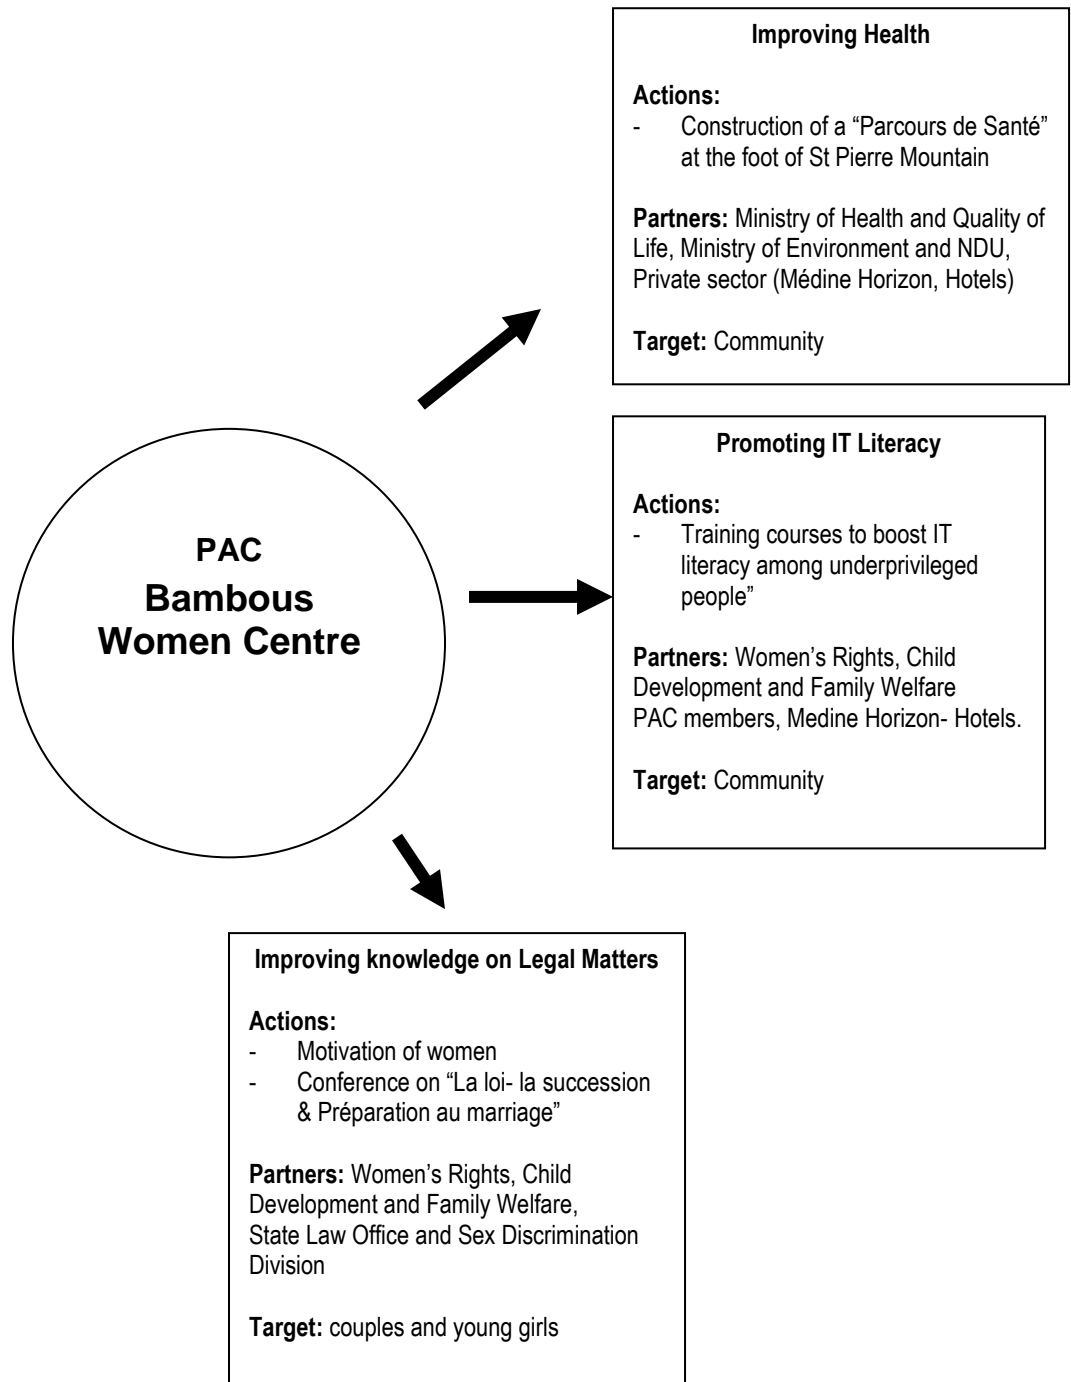 Improving Health
Actions:
- Construction of a “Parcours de Santé”
at the foot of St Pierre Mountain
Partners: Ministry of Health and Quality of
Life, Ministry of Environment and NDU,
Private sector (Médine Horizon, Hotels)
Target: Community
PAC
Bambous
Women Centre
Promoting IT Literacy
Actions:
- Training courses to boost IT
literacy among underprivileged
people”
Partners: Women’s Rights, Child
Development and Family Welfare
PAC members, Medine Horizon- Hotels.
Target: Community
Improving knowledge on Legal Matters
Actions:
- Motivation of women
- Conference on “La loi- la succession
& Préparation au marriage”
Partners: Women’s Rights, Child
Development and Family Welfare,
State Law Office and Sex Discrimination
Division
Target: couples and young girls